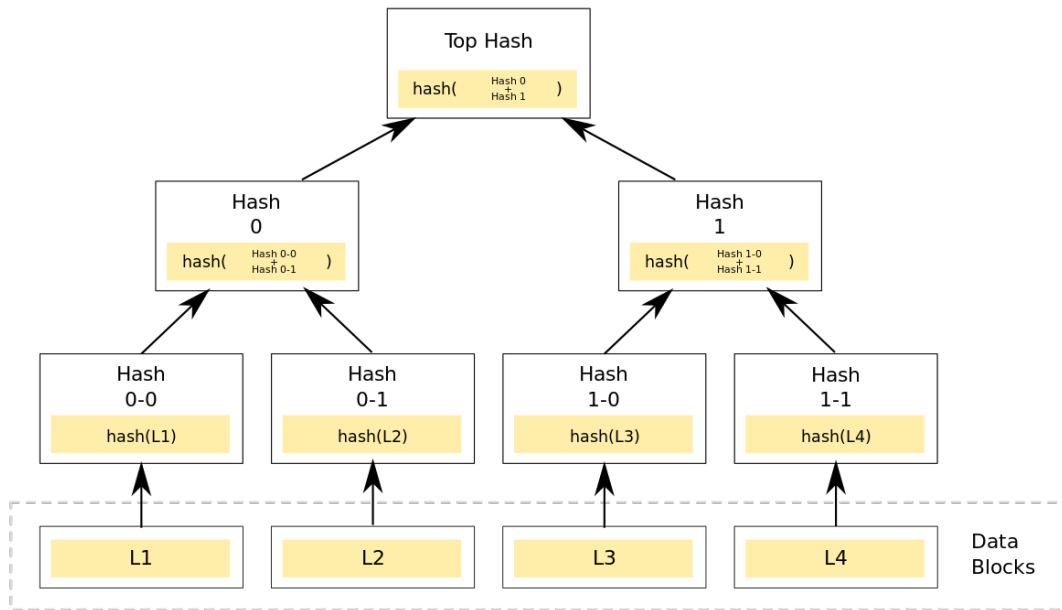 Top Hash
hash( Hash 0 + Hash 1 )
Hash
0
hash( Hash 0-0 + Hash 0-1 )
Hash
1
hash( Hash 1-0 + Hash 1-1 )
Hash
0-0
hash(L1)
Hash
0-1
hash(L2)
Hash
1-0
hash(L3)
Hash
1-1
hash(L4)
L1
L2
L3
L4
Data
Blocks